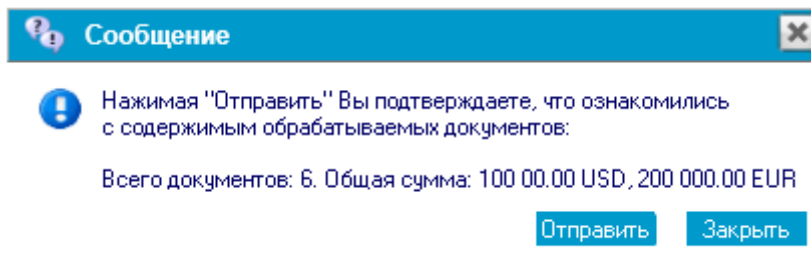 Сообщение
Нажимая "Отправить" Вы подтверждаете, что ознакомились
с содержимым обрабатываемых документов:
Всего документов: 6. Общая сумма: 100 00.00 USD, 200 000.00 EUR
Отправить Закрыть